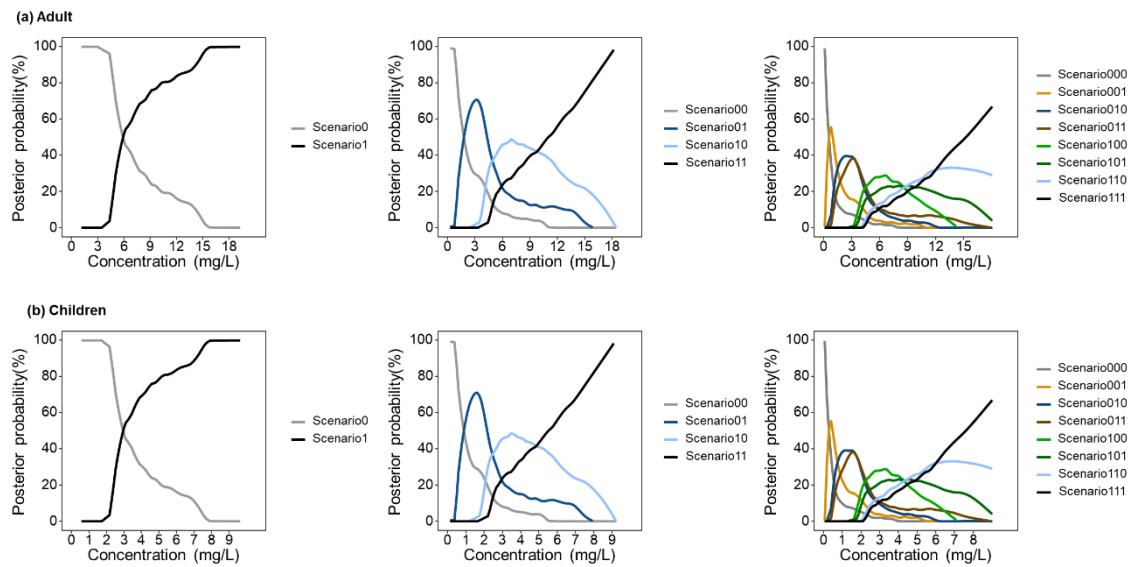 (a) Adult
Posterior probability(%)
100
80
60
40
20
0
0 3 6 9 12 15 18
Concentration (mg/L)
Scenario0
Scenario1
Posterior probability(%)
100
80
60
40
20
0
0 3 6 9 12 15 18
Concentration (mg/L)
Scenario00
Scenario01
Scenario10
Scenario11
Posterior probability(%)
100
80
60
40
20
0
0 3 6 9 12 15
Concentration (mg/L)
Scenario000
Scenario001
Scenario010
Scenario011
Scenario100
Scenario101
Scenario110
Scenario111
(b) Children
Posterior probability(%)
100
80
60
40
20
0
0 1 2 3 4 5 6 7 8 9
Concentration (mg/L)
Scenario0
Scenario1
Posterior probability(%)
100
80
60
40
20
0
0 1 2 3 4 5 6 7 8 9
Concentration (mg/L)
Scenario00
Scenario01
Scenario10
Scenario11
Posterior probability(%)
100
80
60
40
20
0
0 1 2 3 4 5 6 7 8
Concentration (mg/L)
Scenario000
Scenario001
Scenario010
Scenario011
Scenario100
Scenario101
Scenario110
Scenario111